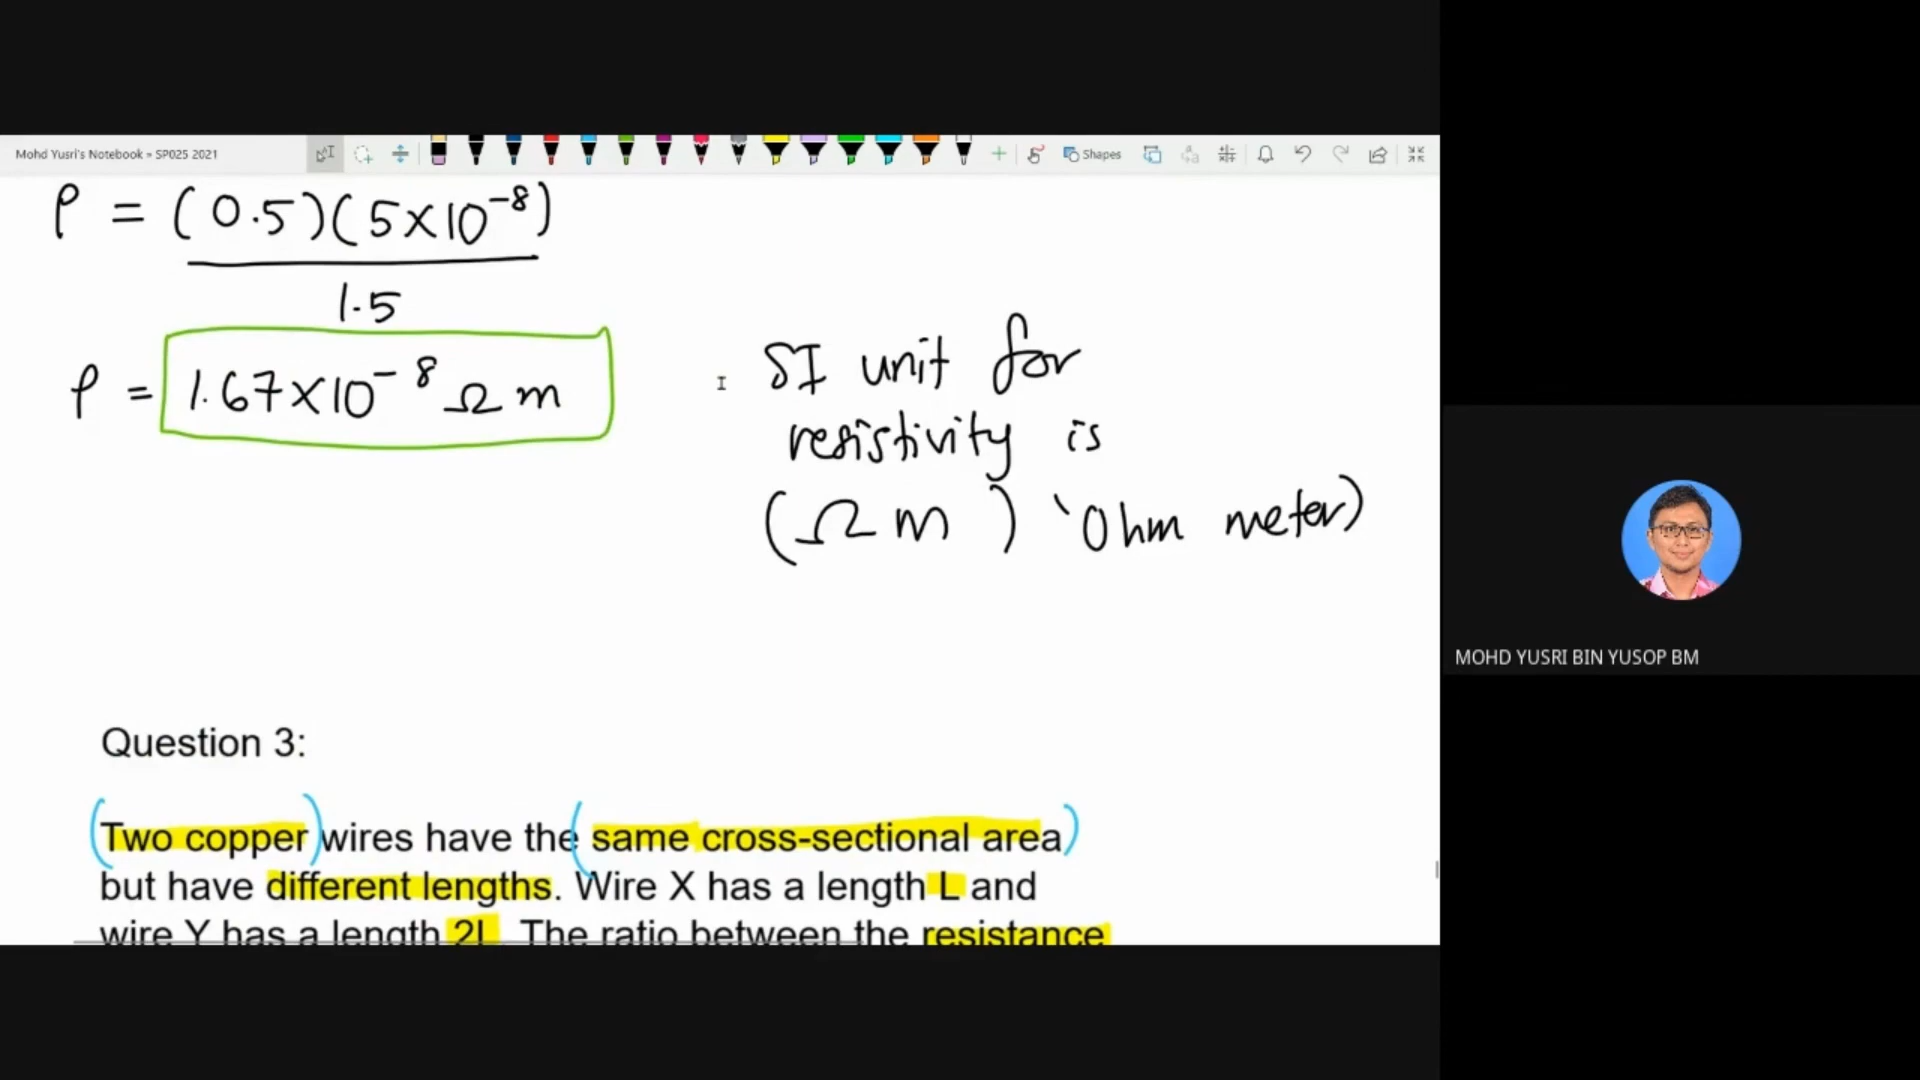 Mohd Yusri's Notebook » SP025 2021
Shapes
ρ = (0.5)(5×10⁻⁸)
1.5
ρ = 1.67×10⁻⁸ Ω m
SI unit for
resistivity is
(Ω m) 'Ohm meter)
MOHD YUSRI BIN YUSOP BM
Question 3:
(Two copper) wires have the (same cross-sectional area)
but have different lengths. Wire X has a length L and
wire Y has a length 2L. The ratio between the resistance